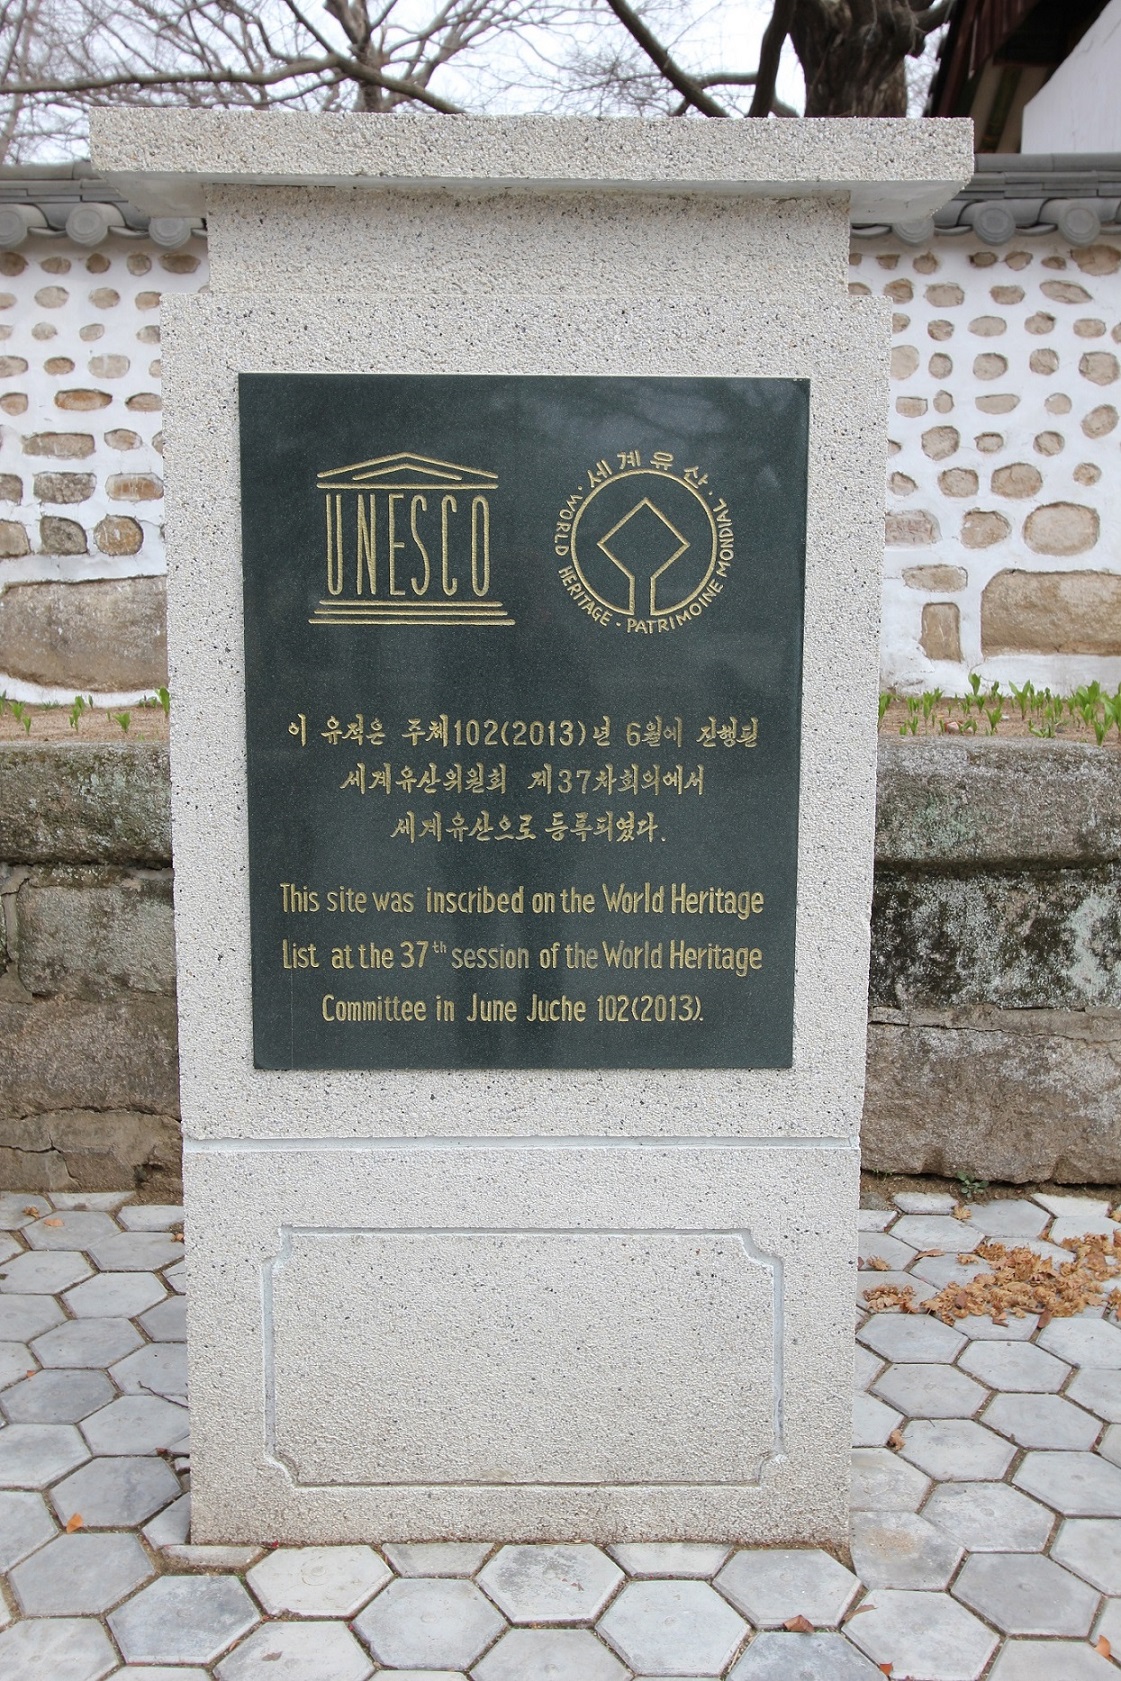 UNESCO
· 세계유산 ·
WORLD HERITAGE · PATRIMOINE MONDIAL
이 유적은 주체102(2013)년 6월에 진행된
세계유산위원회 제37차회의에서
세계유산으로 등록되였다.
This site was inscribed on the World Heritage
List at the 37th session of the World Heritage
Committee in June Juche 102(2013).